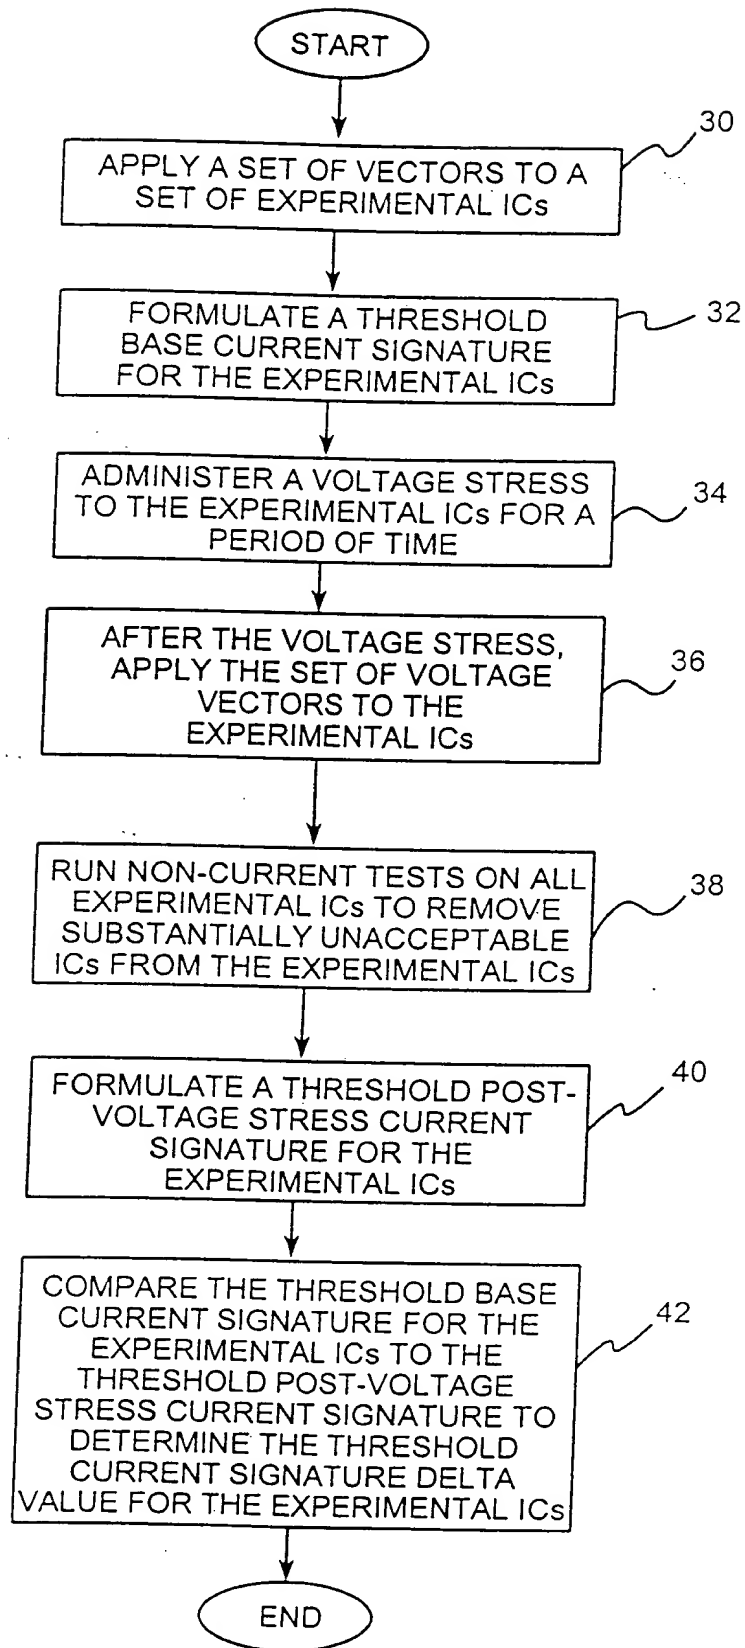 START
30
APPLY A SET OF VECTORS TO A
SET OF EXPERIMENTAL ICs
32
FORMULATE A THRESHOLD
BASE CURRENT SIGNATURE
FOR THE EXPERIMENTAL ICs
34
ADMINISTER A VOLTAGE STRESS
TO THE EXPERIMENTAL ICs FOR A
PERIOD OF TIME
36
AFTER THE VOLTAGE STRESS,
APPLY THE SET OF VOLTAGE
VECTORS TO THE
EXPERIMENTAL ICs
38
RUN NON-CURRENT TESTS ON ALL
EXPERIMENTAL ICs TO REMOVE
SUBSTANTIALLY UNACCEPTABLE
ICs FROM THE EXPERIMENTAL ICs
40
FORMULATE A THRESHOLD POST-
VOLTAGE STRESS CURRENT
SIGNATURE FOR THE
EXPERIMENTAL ICs
42
COMPARE THE THRESHOLD BASE
CURRENT SIGNATURE FOR THE
EXPERIMENTAL ICs TO THE
THRESHOLD POST-VOLTAGE
STRESS CURRENT SIGNATURE TO
DETERMINE THE THRESHOLD
CURRENT SIGNATURE DELTA
VALUE FOR THE EXPERIMENTAL ICs
END